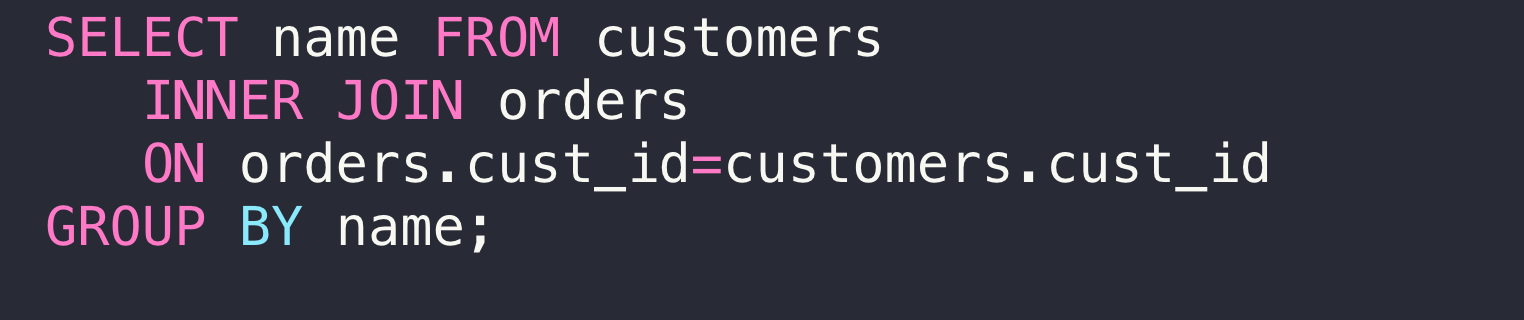 SELECT name FROM customers
   INNER JOIN orders
   ON orders.cust_id=customers.cust_id
GROUP BY name;